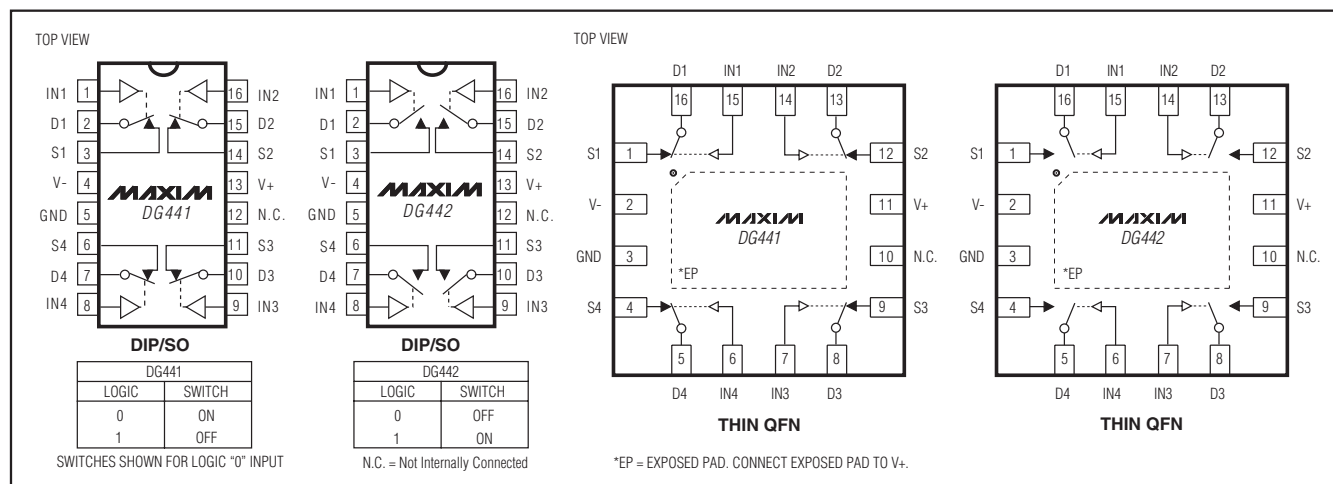 TOP VIEW
IN1 1 16 IN2
D1 2 15 D2
S1 3 14 S2
V- 4 13 V+
GND 5 12 N.C.
S4 6 11 S3
D4 7 10 D3
IN4 8 9 IN3
MAXIM
DG441
DIP/SO
DG441
LOGIC SWITCH
0 ON
1 OFF
SWITCHES SHOWN FOR LOGIC “0” INPUT
IN1 1 16 IN2
D1 2 15 D2
S1 3 14 S2
V- 4 13 V+
GND 5 12 N.C.
S4 6 11 S3
D4 7 10 D3
IN4 8 9 IN3
MAXIM
DG442
DIP/SO
DG442
LOGIC SWITCH
0 OFF
1 ON
N.C. = Not Internally Connected
TOP VIEW
D1 IN1 IN2 D2
16 15 14 13
S1 1 12 S2
V- 2 11 V+
GND 3 10 N.C.
S4 4 9 S3
MAXIM
DG441
*EP
5 6 7 8
D4 IN4 IN3 D3
THIN QFN
D1 IN1 IN2 D2
16 15 14 13
S1 1 12 S2
V- 2 11 V+
GND 3 10 N.C.
S4 4 9 S3
MAXIM
DG442
*EP
5 6 7 8
D4 IN4 IN3 D3
THIN QFN
*EP = EXPOSED PAD. CONNECT EXPOSED PAD TO V+.